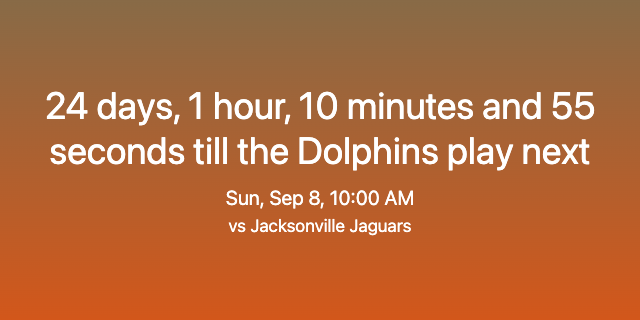 24 days, 1 hour, 10 minutes and 55
seconds till the Dolphins play next
Sun, Sep 8, 10:00 AM
vs Jacksonville Jaguars